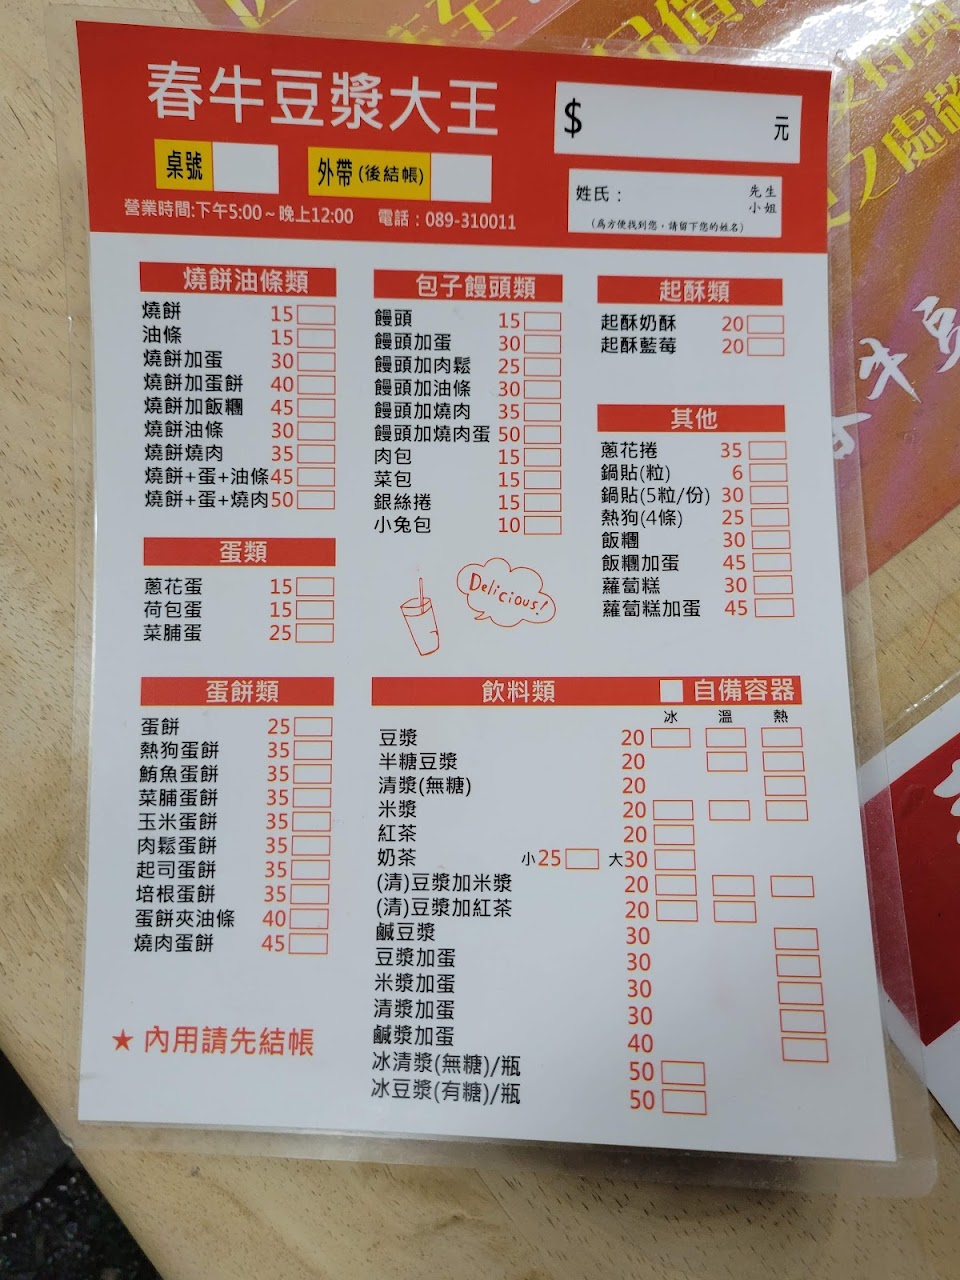 春牛豆漿大王
$ 元
桌號
外帶(後結帳)
姓氏： 先生
小姐
(為方便找到您，請留下您的姓名)
營業時間:下午5:00～晚上12:00 電話：089-310011
燒餅油條類
燒餅 15
油條 15
燒餅加蛋 30
燒餅加蛋餅 40
燒餅加飯糰 45
燒餅油條 30
燒餅燒肉 35
燒餅+蛋+油條 45
燒餅+蛋+燒肉 50
蛋類
蔥花蛋 15
荷包蛋 15
菜脯蛋 25
蛋餅類
蛋餅 25
熱狗蛋餅 35
鮪魚蛋餅 35
菜脯蛋餅 35
玉米蛋餅 35
肉鬆蛋餅 35
起司蛋餅 35
培根蛋餅 35
蛋餅夾油條 40
燒肉蛋餅 45
★ 內用請先結帳
包子饅頭類
饅頭 15
饅頭加蛋 30
饅頭加肉鬆 25
饅頭加油條 30
饅頭加燒肉 35
饅頭加燒肉蛋 50
肉包 15
菜包 15
銀絲捲 15
小兔包 10
Delicious!
起酥類
起酥奶酥 20
起酥藍莓 20
其他
蔥花捲 35
鍋貼(粒) 6
鍋貼(5粒/份) 30
熱狗(4條) 25
飯糰 30
飯糰加蛋 45
蘿蔔糕 30
蘿蔔糕加蛋 45
飲料類 自備容器
冰 溫 熱
豆漿 20
半糖豆漿 20
清漿(無糖) 20
米漿 20
紅茶 20
奶茶 小25 大30
(清)豆漿加米漿 20
(清)豆漿加紅茶 20
鹹豆漿 30
豆漿加蛋 30
米漿加蛋 30
清漿加蛋 30
鹹漿加蛋 40
冰清漿(無糖)/瓶 50
冰豆漿(有糖)/瓶 50
之處敬
牛豆